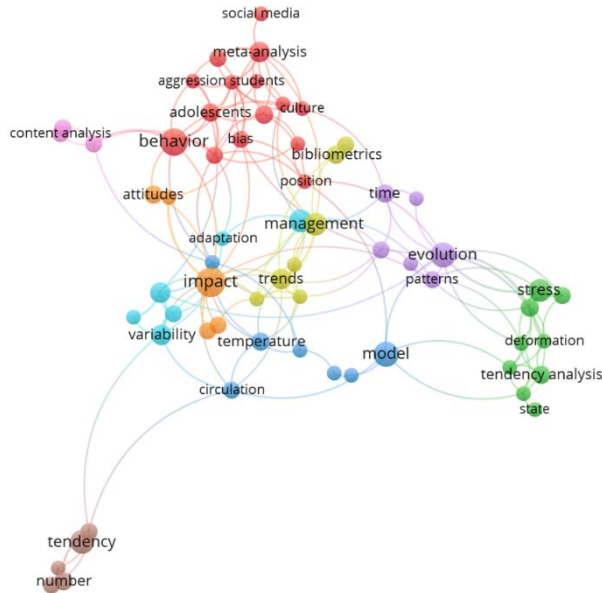 social media
meta-analysis
aggression students
adolescents
culture
content analysis
behavior
bias
bibliometrics
position
attitudes
time
management
adaptation
evolution
impact
trends
patterns
stress
variability
temperature
deformation
model
tendency analysis
circulation
state
tendency
number